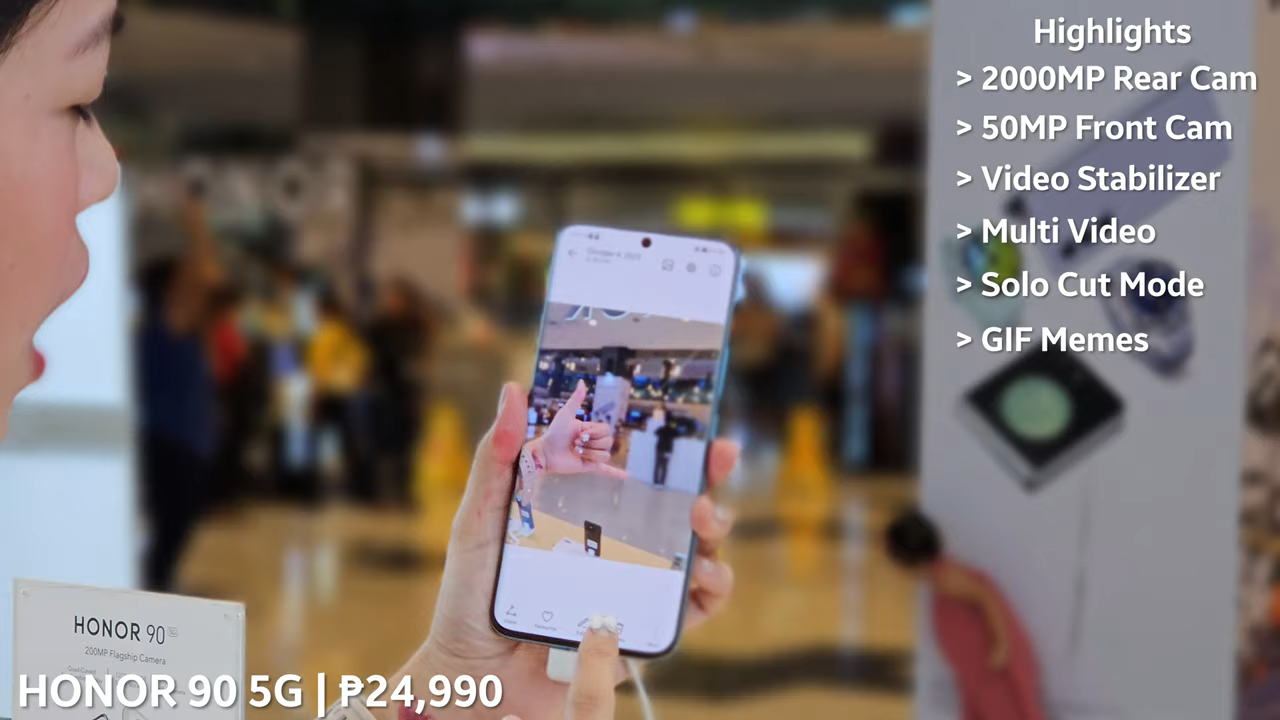 Highlights
> 2000MP Rear Cam
> 50MP Front Cam
> Video Stabilizer
> Multi Video
> Solo Cut Mode
> GIF Memes
HONOR 90 5G
200MP Flagship Camera
HONOR 90 5G | ₱24,990